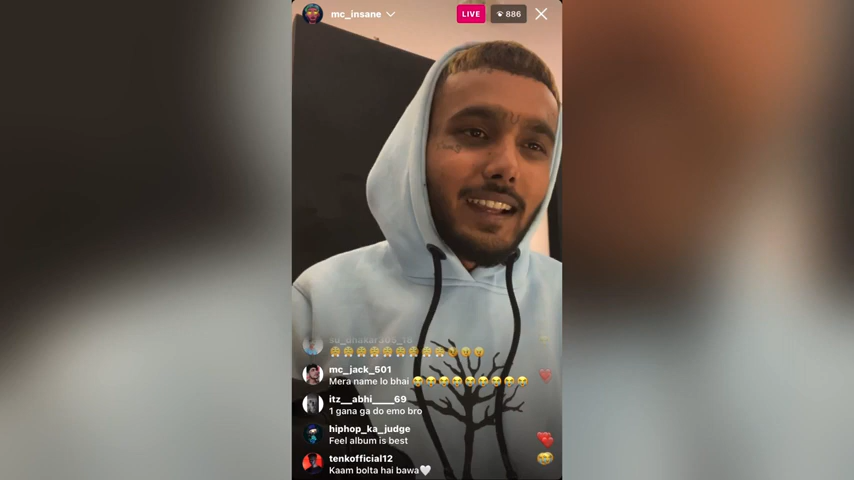 mc_insane
LIVE 886
mc_jack_501
Mera name lo bhai 😭😭😭😭😭😭😭😭😭
itz__abhi____69
1 gana ga do emo bro
hiphop_ka_judge
Feel album is best
tenkofficial12
Kaam bolta hai bawa🤍